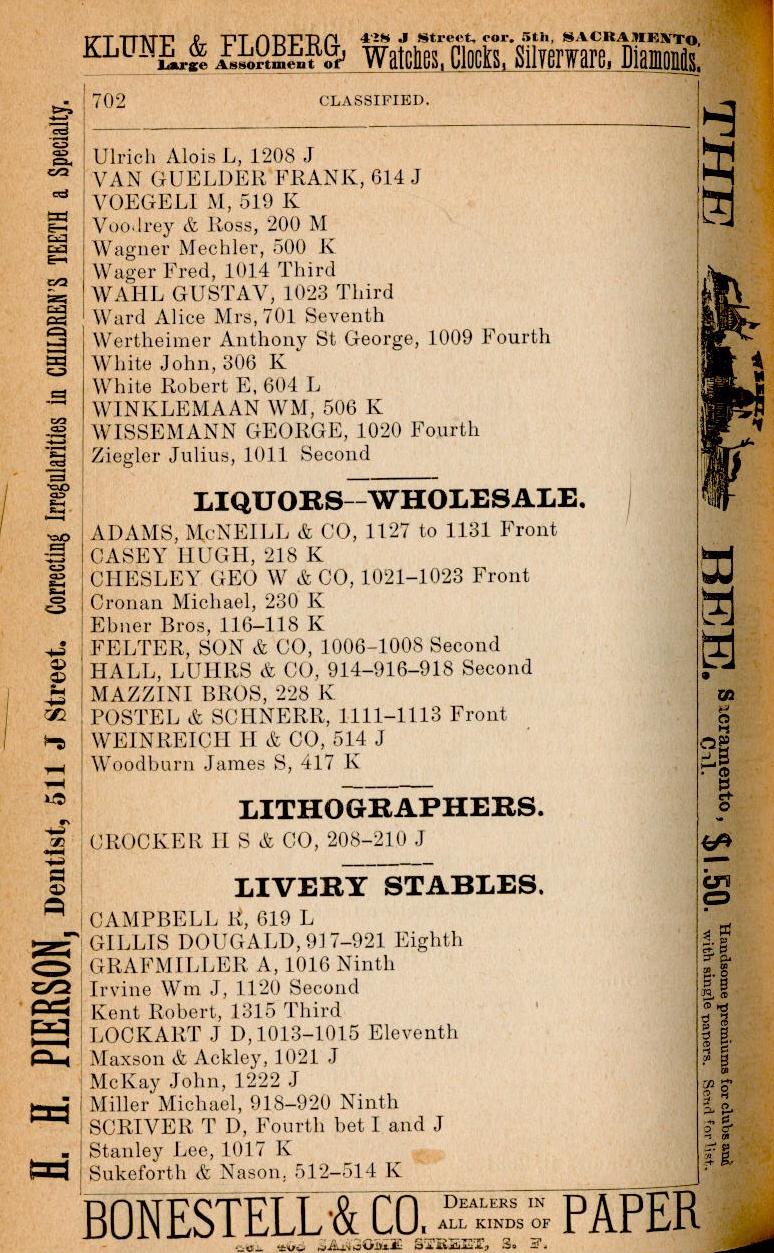 KLUNE & FLOBERG, 428 J Street, cor. 5th, SACRAMENTO,
Large Assortment of Watches, Clocks, Silverware, Diamonds.
702 CLASSIFIED.
Ulrich Alois L, 1208 J
VAN GUELDER FRANK, 614 J
VOEGELI M, 519 K
Voodrey & Ross, 200 M
Wagner Mechler, 500 K
Wager Fred, 1014 Third
WAHL GUSTAV, 1023 Third
Ward Alice Mrs, 701 Seventh
Wertheimer Anthony St George, 1009 Fourth
White John, 306 K
White Robert E, 604 L
WINKLEMAAN WM, 506 K
WISSEMANN GEORGE, 1020 Fourth
Ziegler Julius, 1011 Second
LIQUORS--WHOLESALE.
ADAMS, McNEILL & CO, 1127 to 1131 Front
CASEY HUGH, 218 K
CHESLEY GEO W & CO, 1021-1023 Front
Cronan Michael, 230 K
Ebner Bros, 116-118 K
FELTER, SON & CO, 1006-1008 Second
HALL, LUHRS & CO, 914-916-918 Second
MAZZINI BROS, 228 K
POSTEL & SCHNERR, 1111-1113 Front
WEINREICH H & CO, 514 J
Woodburn James S, 417 K
LITHOGRAPHERS.
CROCKER H S & CO, 208-210 J
LIVERY STABLES.
CAMPBELL R, 619 L
GILLIS DOUGALD, 917-921 Eighth
GRAFMILLER A, 1016 Ninth
Irvine Wm J, 1120 Second
Kent Robert, 1315 Third
LOCKART J D, 1013-1015 Eleventh
Maxson & Ackley, 1021 J
McKay John, 1222 J
Miller Michael, 918-920 Ninth
SCRIVER T D, Fourth bet I and J
Stanley Lee, 1017 K
Sukeforth & Nason, 512-514 K
H. H. PIERSON, Dentist, 511 J Street. Correcting Irregularities in CHILDREN'S TEETH a Specialty.
THE WEEKLY BEE. Sacramento, Cal. $1.50. Handsome premiums for clubs and
with single papers. Send for list.
BONESTELL & CO. DEALERS IN ALL KINDS OF PAPER
SANSOME STREET, S. F.